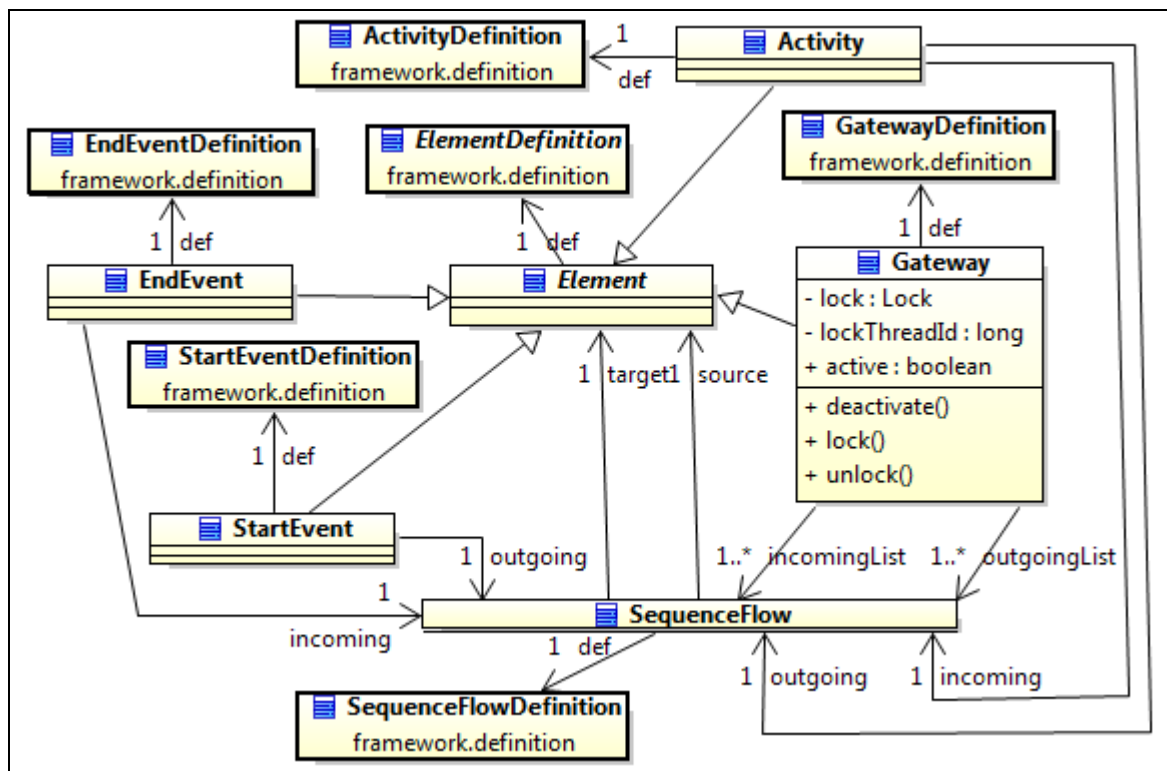 ActivityDefinition
framework.definition
1
def
Activity
EndEventDefinition
framework.definition
ElementDefinition
framework.definition
GatewayDefinition
framework.definition
1 def
1 def
1 def
EndEvent
Element
Gateway
- lock : Lock
- lockThreadId : long
+ active : boolean
+ deactivate()
+ lock()
+ unlock()
StartEventDefinition
framework.definition
1 target
1 source
1 def
StartEvent
1 outgoing
1..* incomingList
1..* outgoingList
1
incoming
SequenceFlow
1 def
1 outgoing
1 incoming
SequenceFlowDefinition
framework.definition